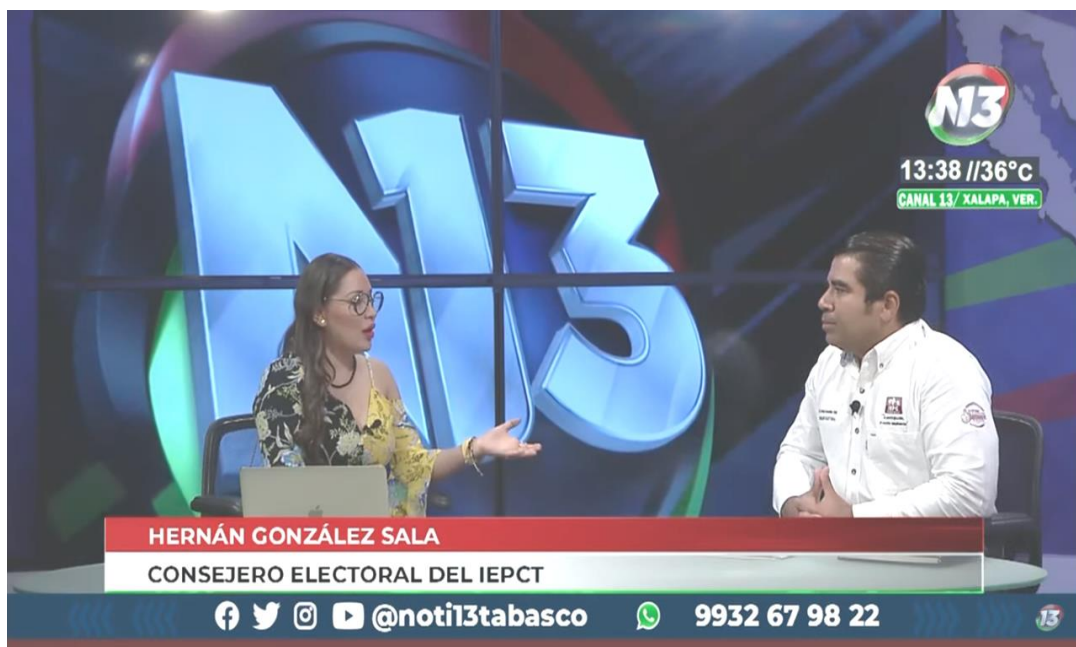 N13
N13
13:38 //36°C
CANAL 13/ XALAPA, VER.
HERNÁN GONZÁLEZ SALA
CONSEJERO ELECTORAL DEL IEPCT
@noti13tabasco
9932 67 98 22
13